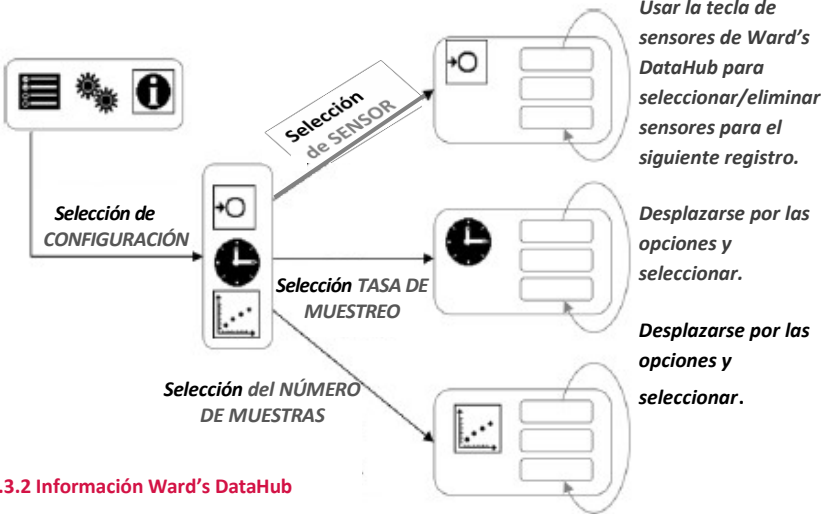 Usar la tecla de
sensores de Ward's
DataHub para
seleccionar/eliminar
sensores para el
siguiente registro.
Selección
de SENSOR
Selección de
CONFIGURACIÓN
Desplazarse por las
opciones y
seleccionar.
Selección TASA DE
MUESTREO
Desplazarse por las
opciones y
seleccionar.
Selección del NÚMERO
DE MUESTRAS
.3.2 Información Ward's DataHub